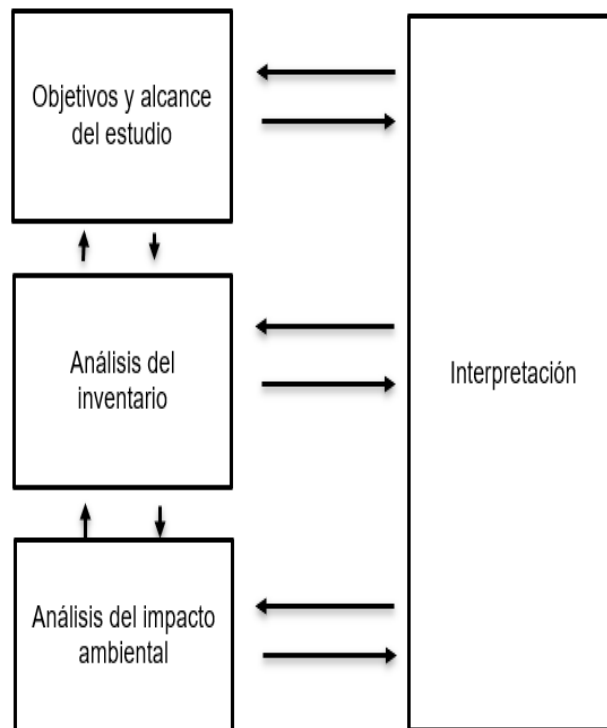 Objetivos y alcance
del estudio
Análisis del
inventario
Interpretación
Análisis del impacto
ambiental